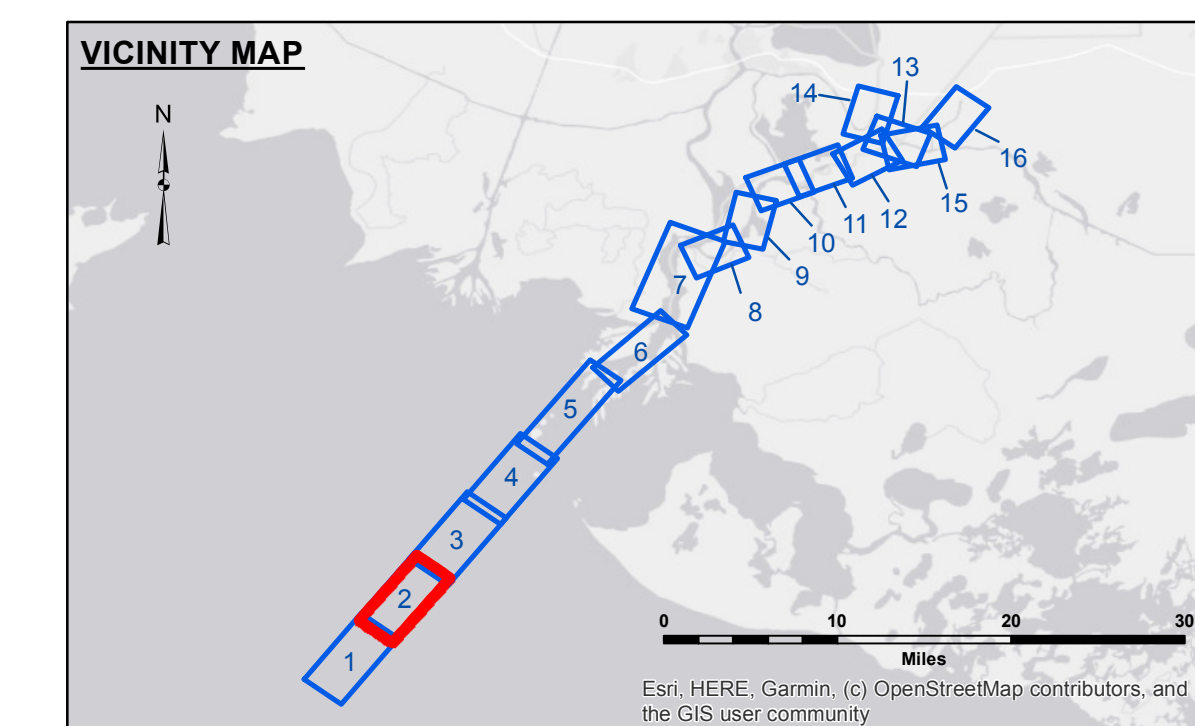 VICINITY MAP
N
13
14
16
15
12
11
10
9
8
7
6
5
4
3
2
1
0 10 20 30
Miles
Esri, HERE, Garmin, (c) OpenStreetMap contributors, and
the GIS user community